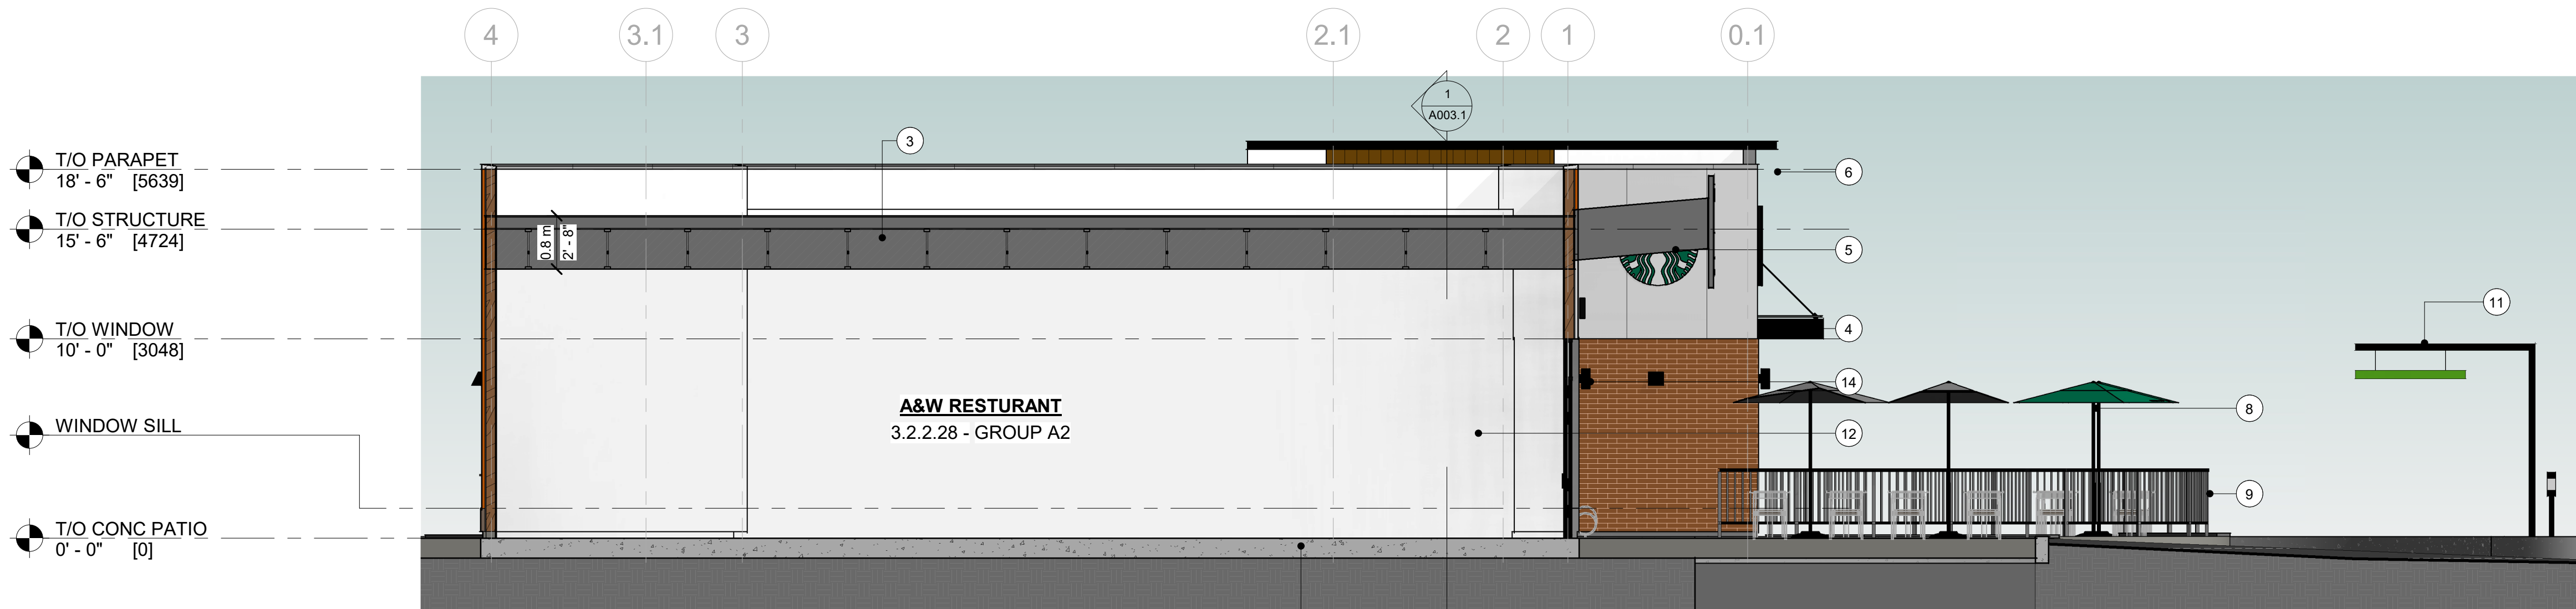 4
3.1
3
2.1
2
1
0.1
1
A003.1
3
6
T/O PARAPET
18' - 6" [5639]
T/O STRUCTURE
15' - 6" [4724]
0.8 m
2' - 8"
5
T/O WINDOW
10' - 0" [3048]
4
11
14
A&W RESTURANT
3.2.2.28 - GROUP A2
8
12
WINDOW SILL
9
T/O CONC PATIO
0' - 0" [0]